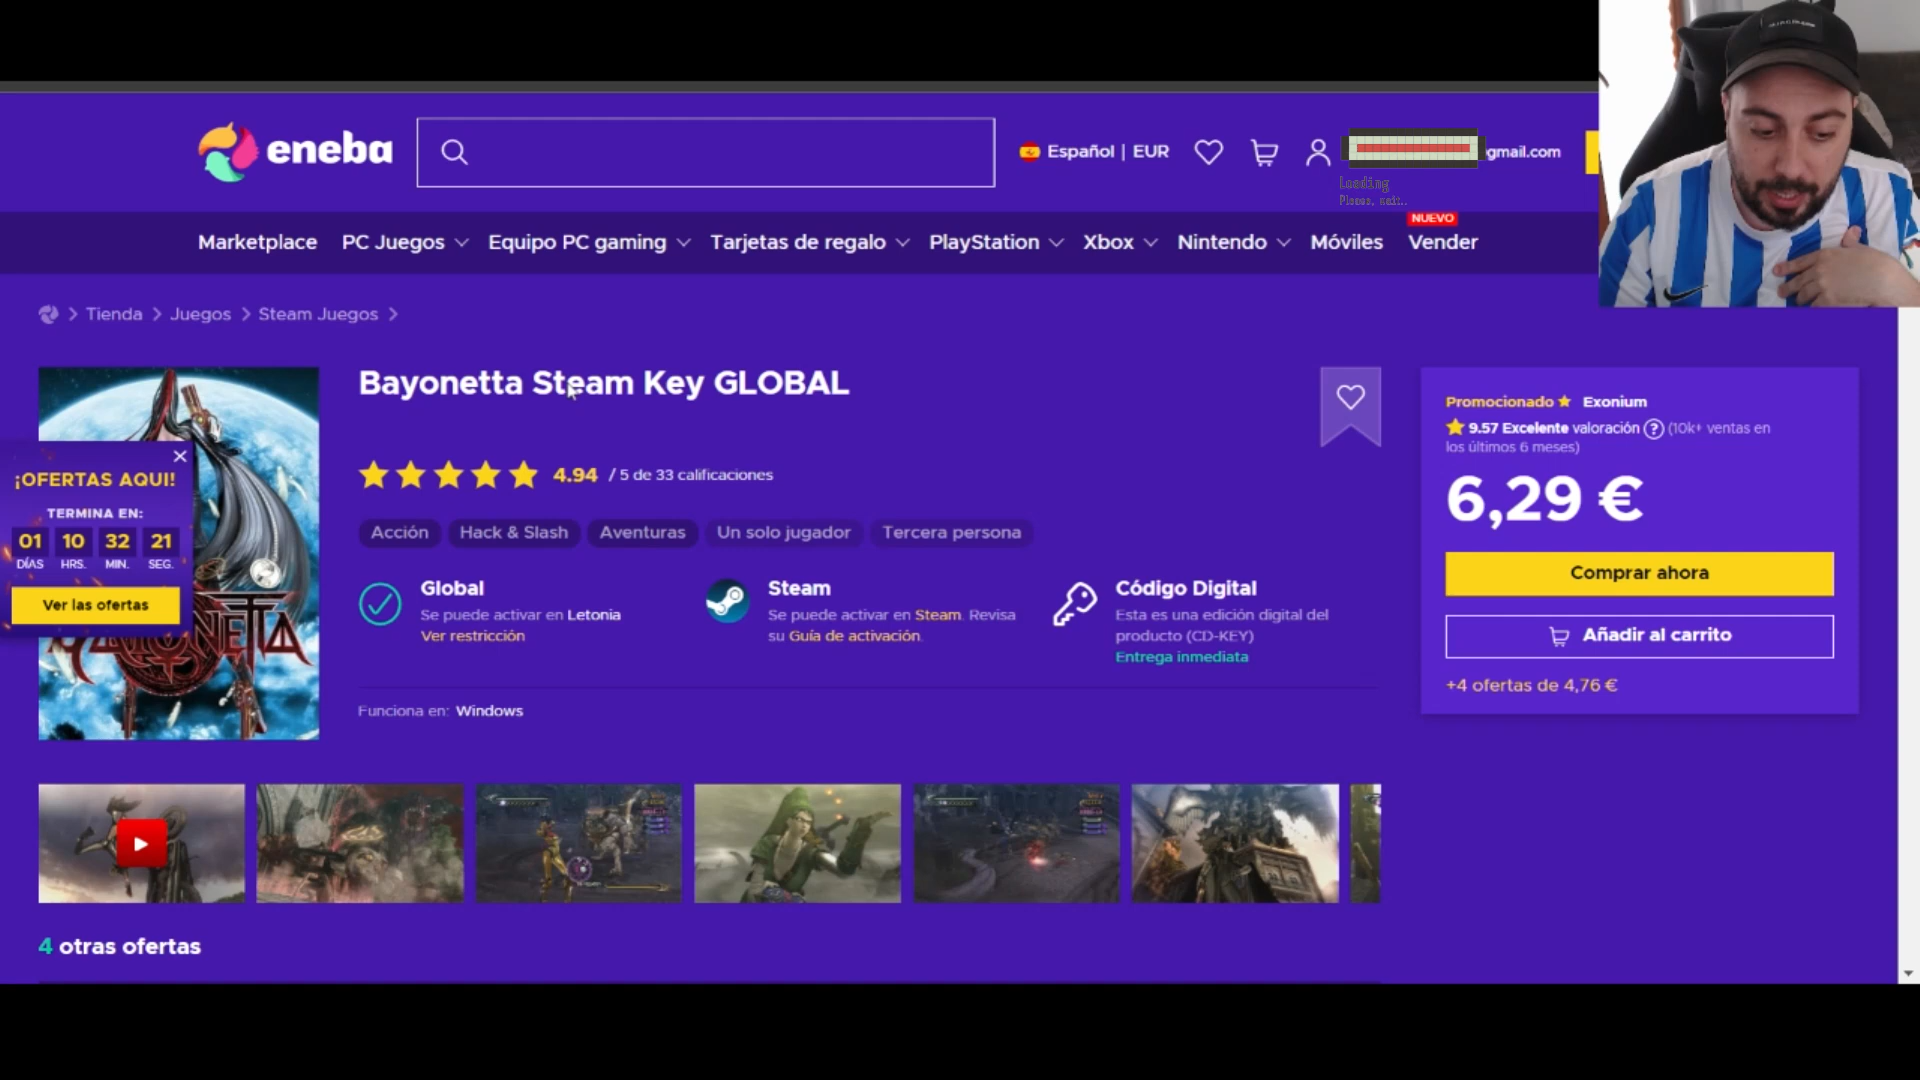 eneba
Español | EUR
gmail.com
Loading
Please, wait..
NUEVO
Marketplace PC Juegos Equipo PC gaming Tarjetas de regalo PlayStation Xbox Nintendo Móviles Vender
Tienda Juegos Steam Juegos
Bayonetta Steam Key GLOBAL
4.94 / 5 de 33 calificaciones
Acción Hack & Slash Aventuras Un solo jugador Tercera persona
Global
Se puede activar en Letonia
Ver restricción
Steam
Se puede activar en Steam. Revisa
su Guía de activación.
Código Digital
Esta es una edición digital del
producto (CD-KEY)
Entrega inmediata
Funciona en: Windows
¡OFERTAS AQUI!
TERMINA EN:
01 10 32 21
DÍAS HRS. MIN. SEG.
Ver las ofertas
BAYONETTA
Promocionado Exonium
9.57 Excelente valoración ? (10k+ ventas en
los últimos 6 meses)
6,29 €
Comprar ahora
Añadir al carrito
+4 ofertas de 4,76 €
4 otras ofertas